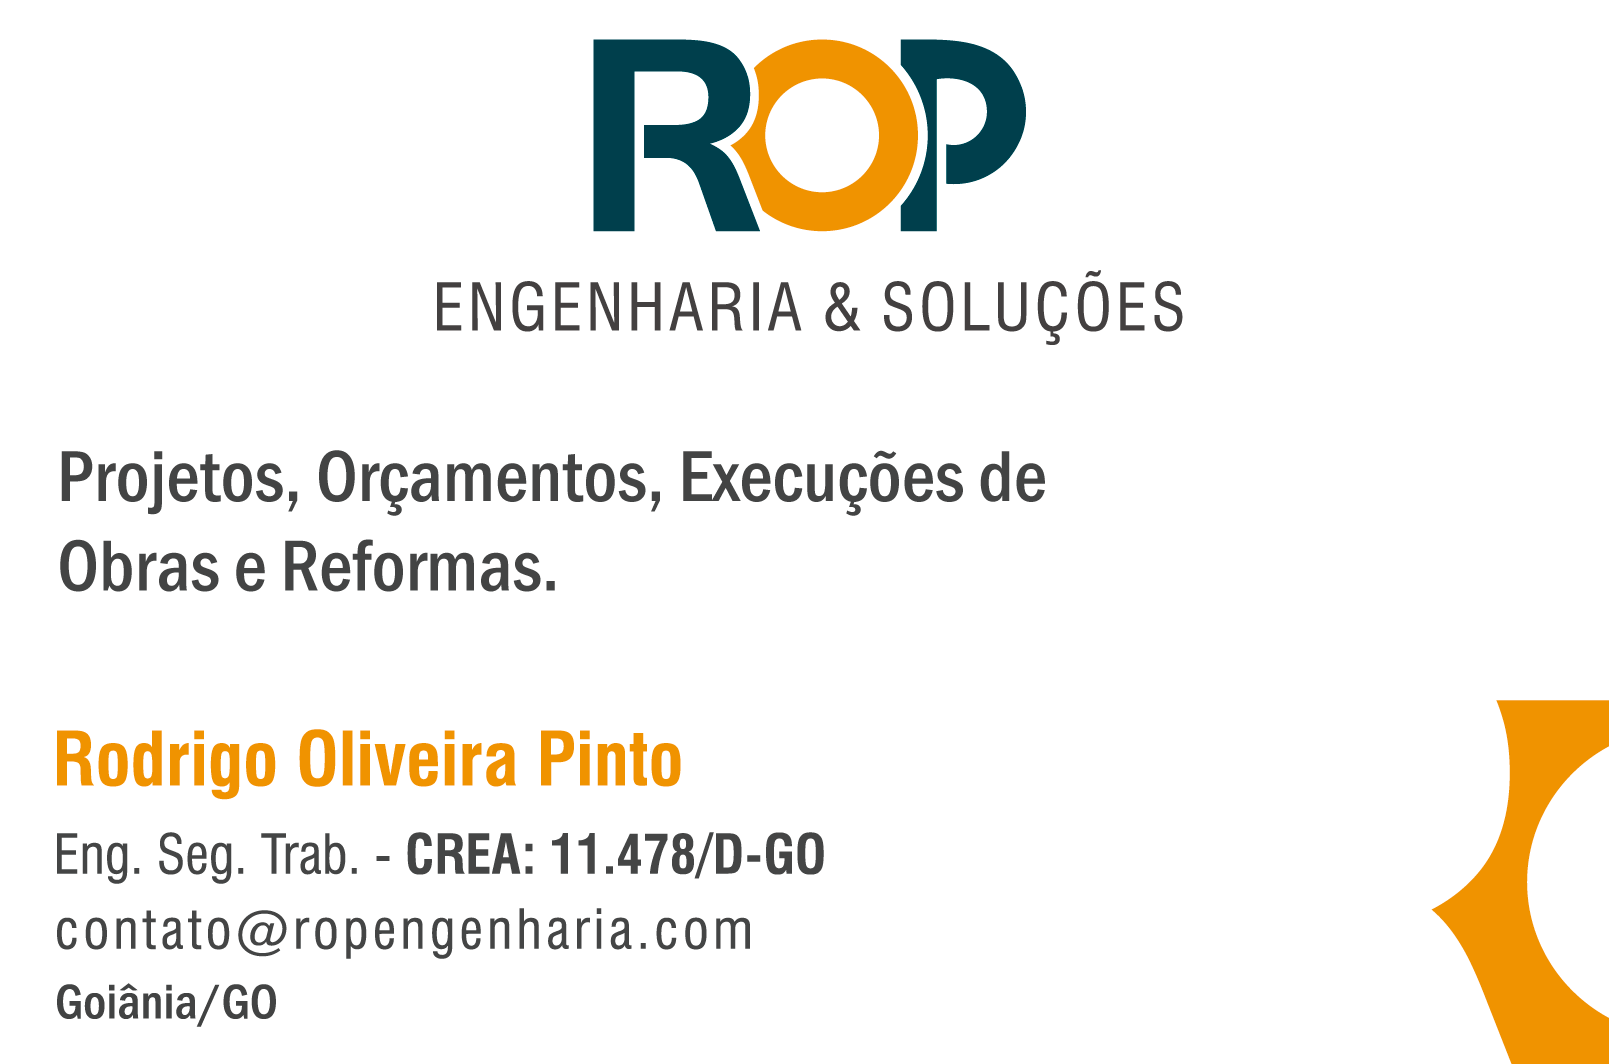 ROP
ENGENHARIA & SOLUÇÕES
Projetos, Orçamentos, Execuções de
Obras e Reformas.
Rodrigo Oliveira Pinto
Eng. Seg. Trab. - CREA: 11.478/D-GO
contato@ropengenharia.com
Goiânia/GO